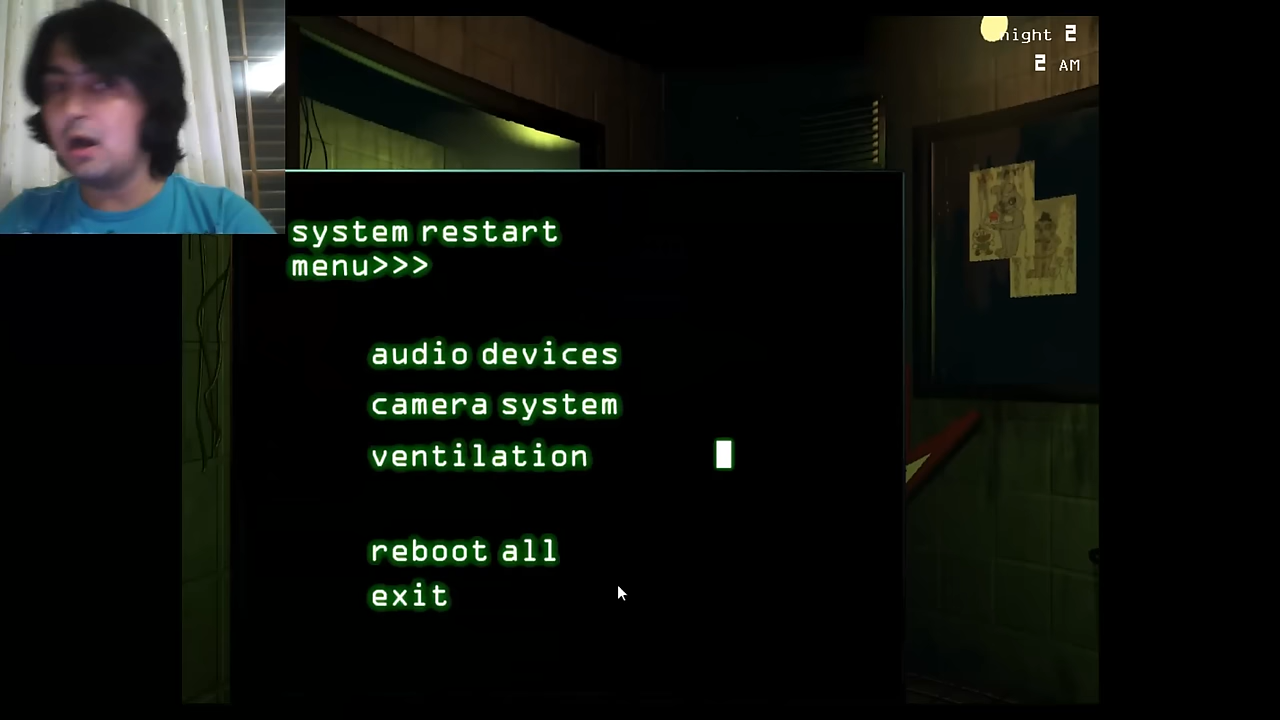 night 2
2 AM
system restart
menu>>>
audio devices
camera system
ventilation
reboot all
exit